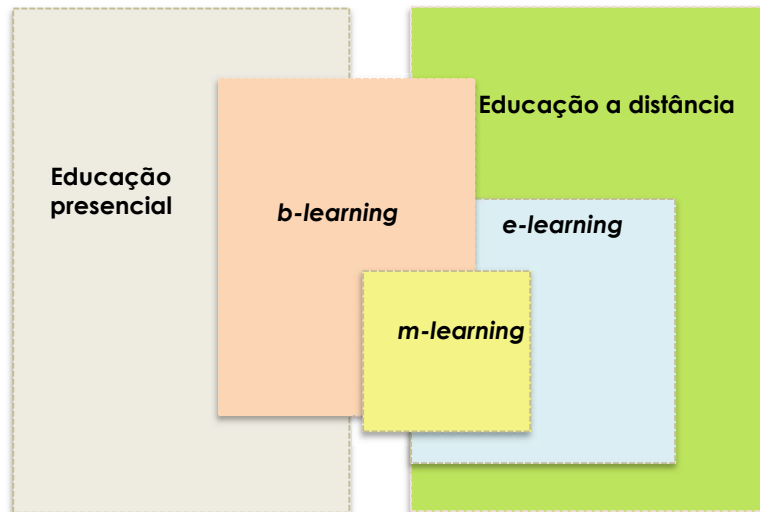 Educação a distância
Educação
presencial
b-learning
e-learning
m-learning